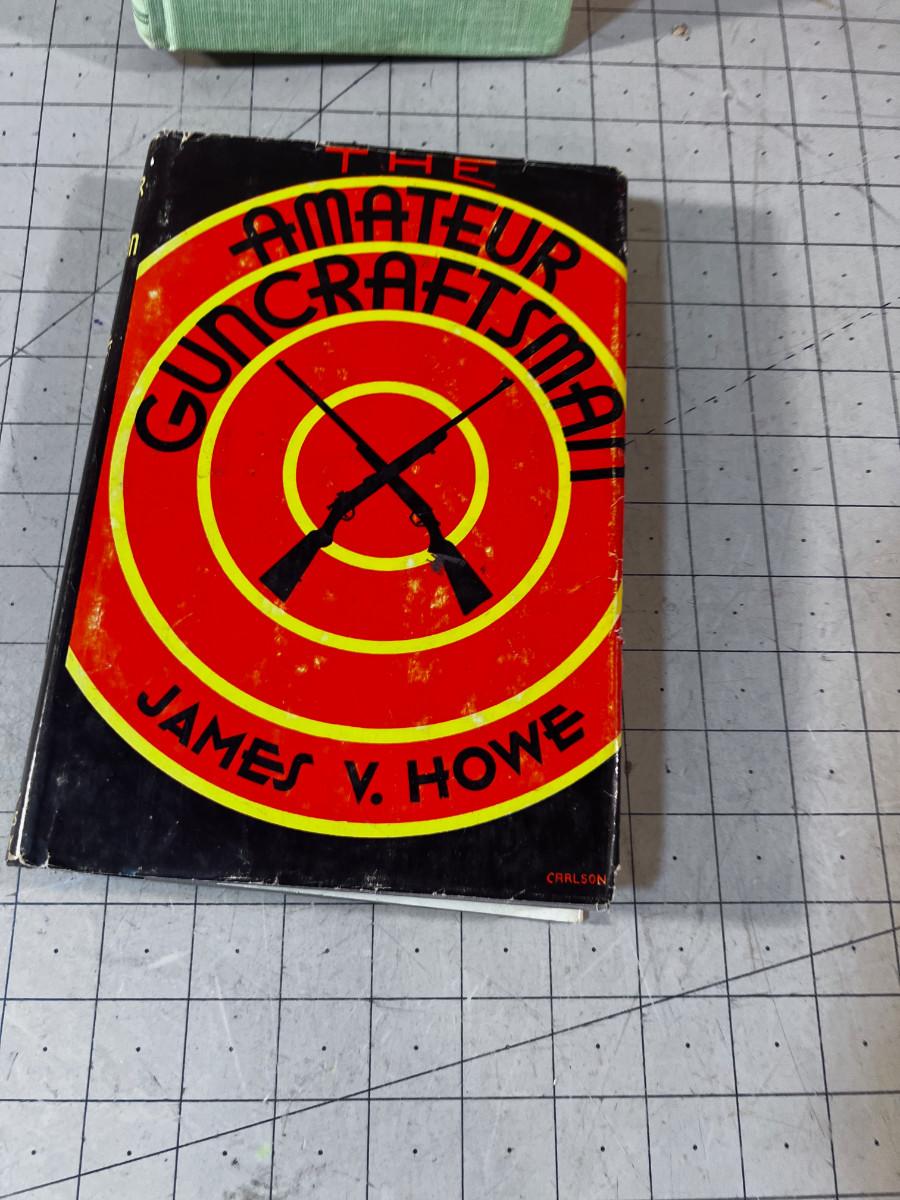 THE
AMATEUR
GUNCRAFTSMAN
JAMES V. HOWE
CARLSON